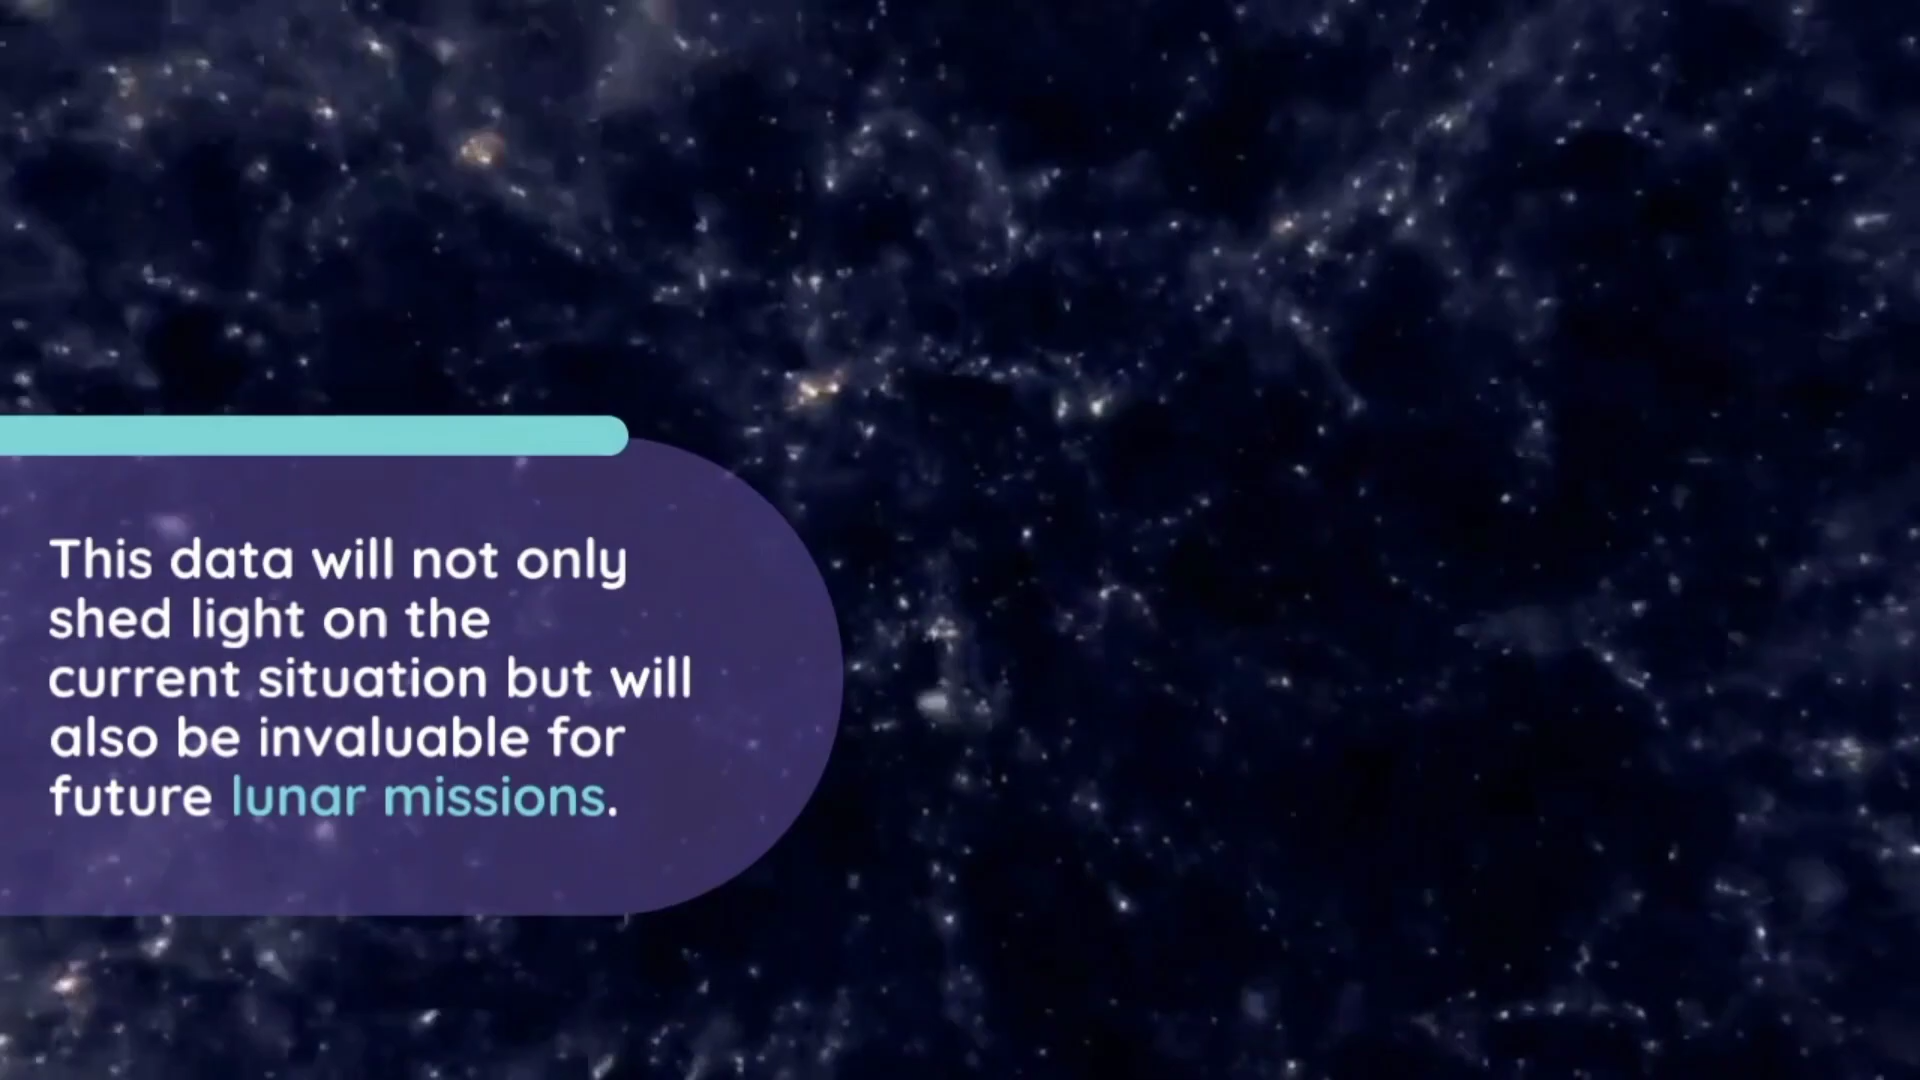 This data will not only
shed light on the
current situation but will
also be invaluable for
future lunar missions.